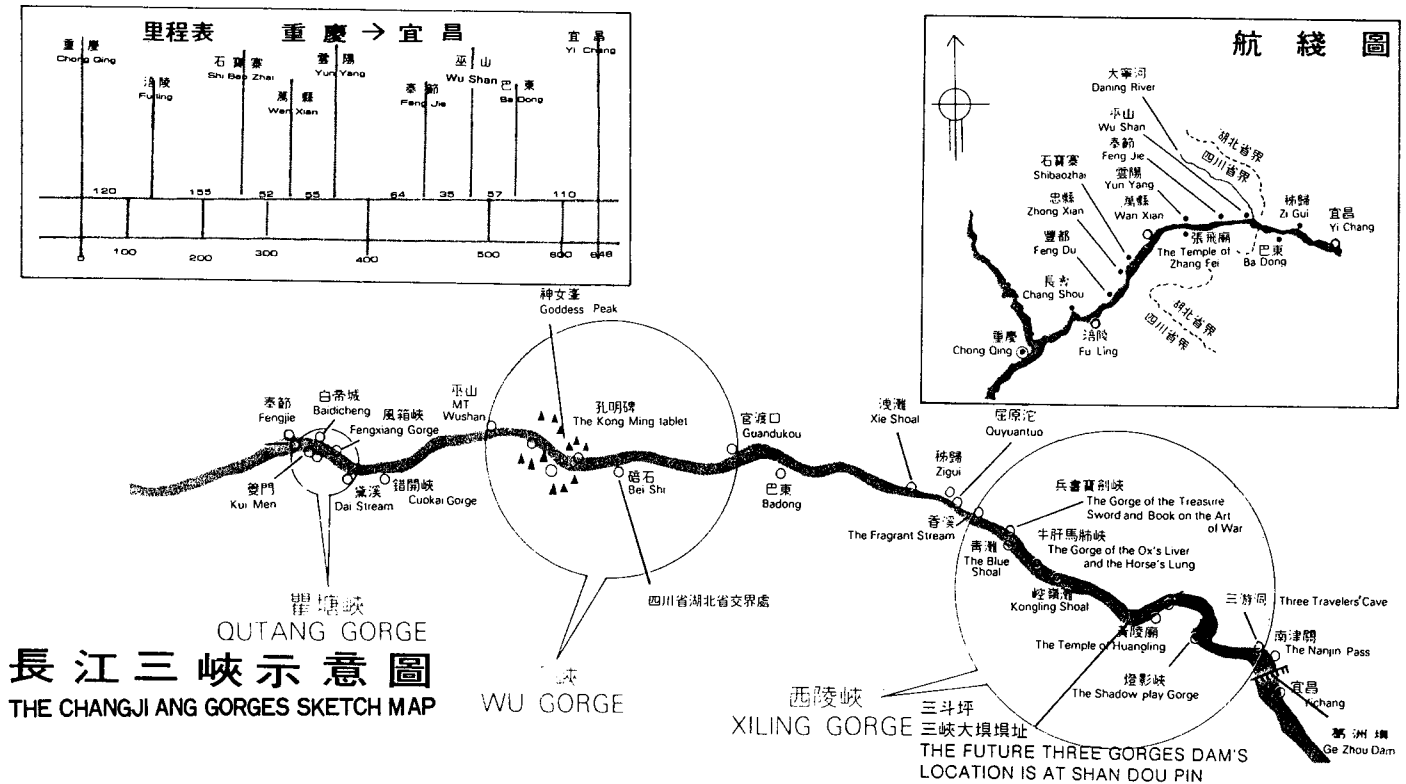 里程表 重慶→宜昌
重慶
Chong Qing
涪陵
Fu ling
石寶寨
Shi Bao Zhai
萬縣
Wan Xian
雲陽
Yun Yang
奉節
Feng Jie
巫山
Wu Shan
巴東
Ba Dong
宜昌
Yi Chang
120 155 52 55 64 35 57 110
0 100 200 300 400 500 600 648
航綫圖
大寧河
Daning River
巫山
Wu Shan
奉節
Feng Jie
石寶寨
Shibaozhai
雲陽
Yun Yang
忠縣
Zhong Xian
萬縣
Wan Xian
豐都
Feng Du
長壽
Chang Shou
重慶
Chong Qing
涪陵
Fu Ling
張飛廟
The Temple of
Zhang Fei
巴東
Ba Dong
秭歸
Zi Gui
宜昌
Yi Chang
湖北省界
四川省界
湖北省界
四川省界
神女峯
Goddess Peak
奉節
Fengjie
白帝城
Baidicheng
風箱峽
Fengxiang Gorge
巫山
MT
Wushan
孔明碑
The Kong Ming tablet
官渡口
Guandukou
洩灘
Xie Shoal
屈原沱
Quyuantuo
秭歸
Zigui
夔門
Kui Men
黛溪
Dai Stream
錯開峽
Cuokai Gorge
碚石
Bei Shi
巴東
Badong
香溪
The Fragrant Stream
兵書寶劍峽
The Gorge of the Treasure
Sword and Book on the Art
of War
青灘
The Blue
Shoal
牛肝馬肺峽
The Gorge of the Ox's Liver
and the Horse's Lung
崆嶺灘
Kongling Shoal
四川省湖北省交界處
黃陵廟
The Temple of Huangling
三游洞 Three Travelers' Cave
南津關
The Nanjin Pass
燈影峽
The Shadow play Gorge
宜昌
Yichang
葛洲壩
Ge Zhou Dam
瞿塘峽
QUTANG GORGE
峽
WU GORGE
西陵峽
XILING GORGE
三斗坪
三峽大壩壩址
THE FUTURE THREE GORGES DAM'S
LOCATION IS AT SHAN DOU PIN
長江三峽示意圖
THE CHANGJI ANG GORGES SKETCH MAP